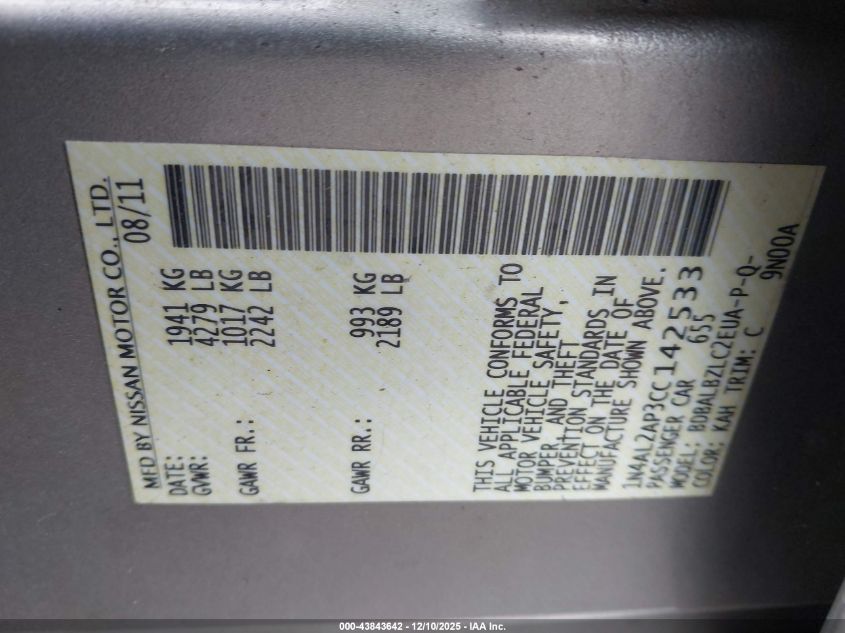 MFD BY NISSAN MOTOR CO., LTD.
DATE: 08/11
GVWR: 1941 KG
4279 LB
GAWR FR.: 1017 KG
2242 LB
GAWR RR.: 993 KG
2189 LB
THIS VEHICLE CONFORMS TO
ALL APPLICABLE FEDERAL
MOTOR VEHICLE SAFETY,
BUMPER, AND THEFT
PREVENTION STANDARDS IN
EFFECT ON THE DATE OF
MANUFACTURE SHOWN ABOVE.
1N4AL2AP3CC142533
PASSENGER CAR 655
MODEL: BDBALBZLC2EUA-P-Q-
COLOR: KAH TRIM: C 9N00A
000-43843642 - 12/10/2025 - IAA Inc.